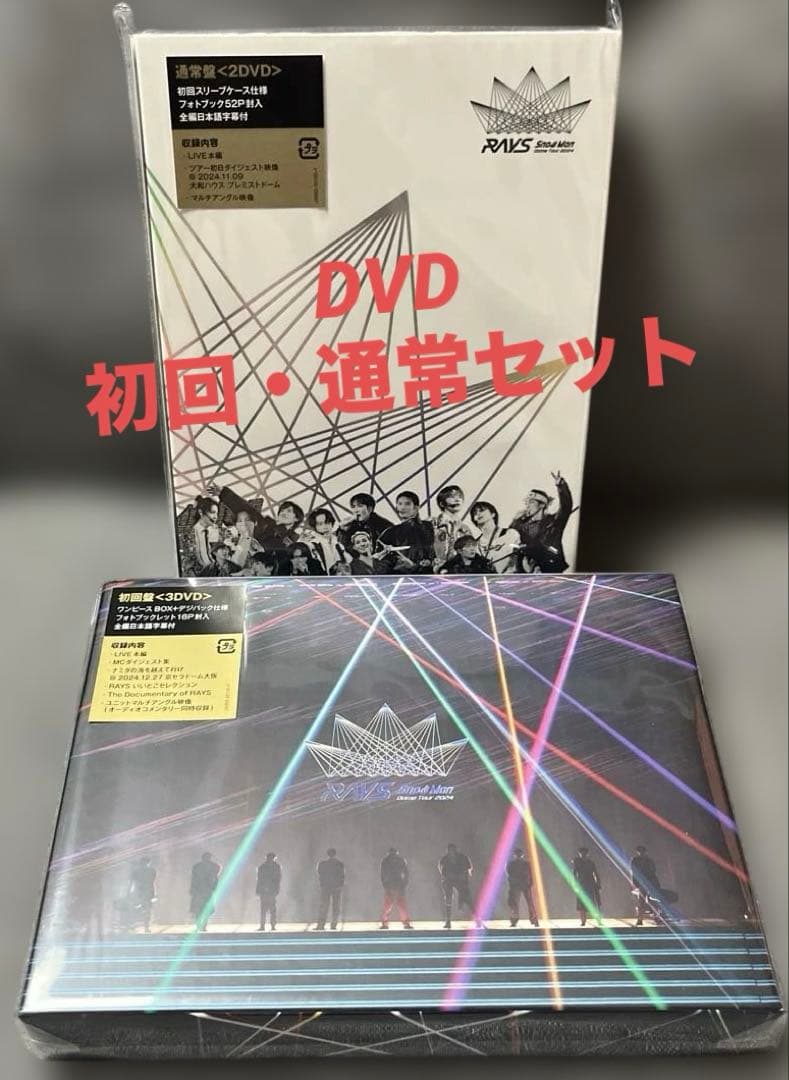 通常盤<2DVD>
初回スリーブケース仕様
フォトブック52P封入
全編日本語字幕付
収録内容
・LIVE本編
・ツアー初日ダイジェスト映像
@ 2024.11.09
大和ハウス プレミストドーム
・マルチアングル映像
プラ
RAYS Snow Man
Dome Tour 2024
DVD
初回・通常セット
初回盤<3DVD>
ワンピース BOX+デジパック仕様
フォトブックレット16P封入
全編日本語字幕付
収録内容
・LIVE本編
・MCダイジェスト集
・ナミダの海を越えて行け
@ 2024.12.27 京セラドーム大阪
・RAYS いいとこセレクション
・The Documentary of RAYS
・ユニットマルチアングル映像
(オーディオコメンタリー同時収録)
プラ
RAYS Snow Man
Dome Tour 2024